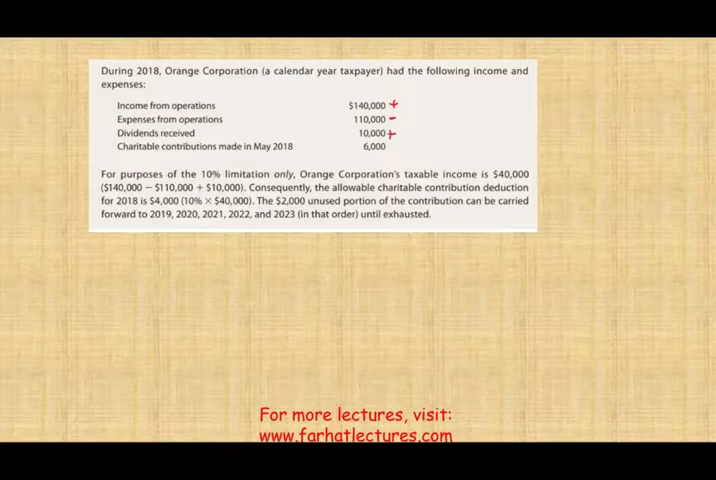 During 2018, Orange Corporation (a calendar year taxpayer) had the following income and
expenses:
Income from operations $140,000 +
Expenses from operations 110,000 -
Dividends received 10,000 +
Charitable contributions made in May 2018 6,000
For purposes of the 10% limitation only, Orange Corporation's taxable income is $40,000
($140,000 − $110,000 + $10,000). Consequently, the allowable charitable contribution deduction
for 2018 is $4,000 (10% × $40,000). The $2,000 unused portion of the contribution can be carried
forward to 2019, 2020, 2021, 2022, and 2023 (in that order) until exhausted.
For more lectures, visit:
www.farhatlectures.com